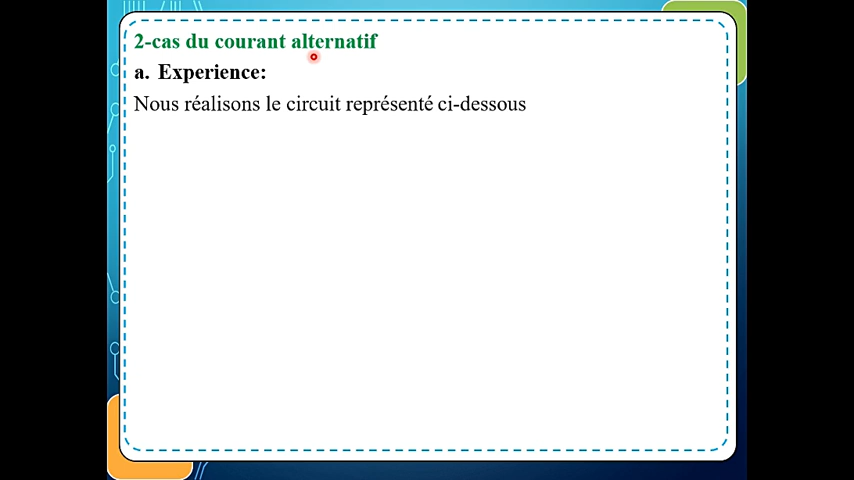 2-cas du courant alternatif
a. Experience:
Nous réalisons le circuit représenté ci-dessous